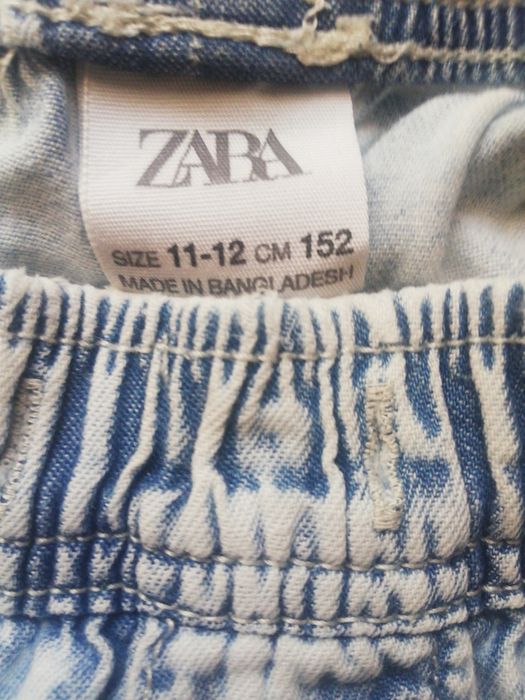 ZARA
SIZE 11-12 CM 152
MADE IN BANGLADESH